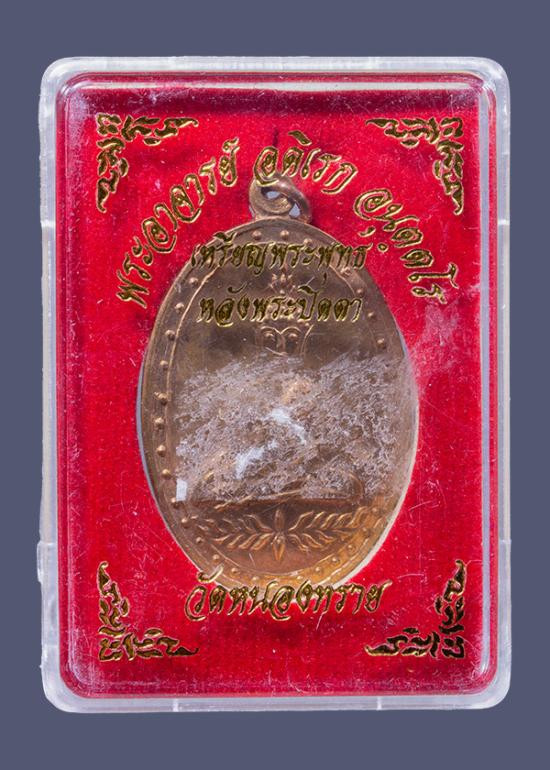 พระอาจารย์ อดิเรก อนุตฺตโร
เหรียญพระพุทธ
หลังพระปิดตา
วัดหนองทราย